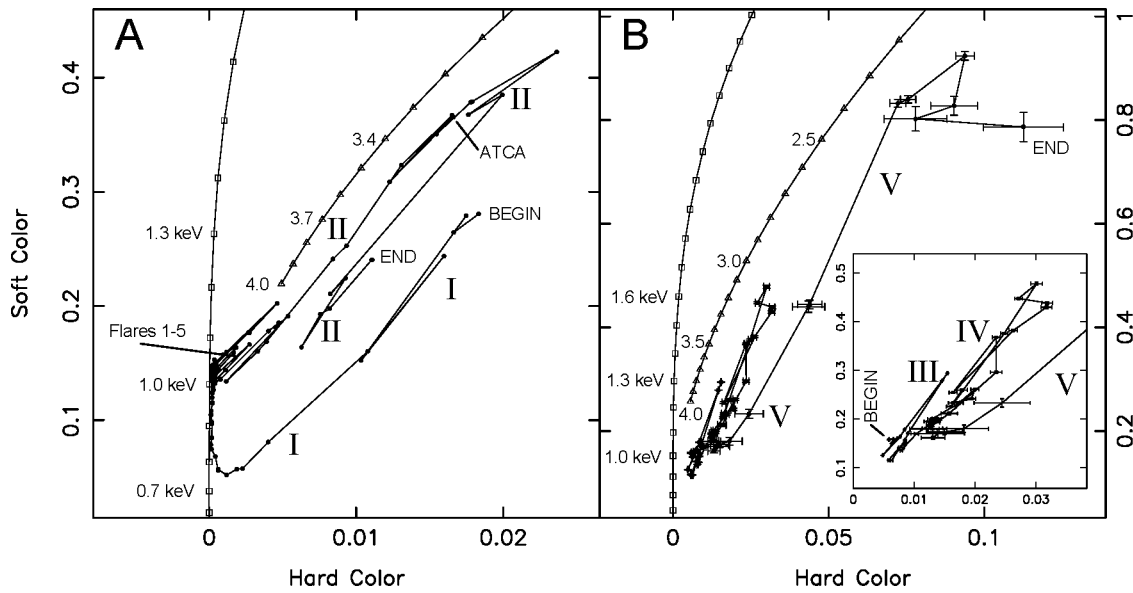 A
B
1
0.4
II
END
0.8
3.4
ATCA
2.5
V
0.3
BEGIN
3.7
II
0.6
1.3 keV
END
I
3.0
0.5
4.0
1.6 keV
0.4
IV
0.4
0.2
II
3.5
0.3
III
Flares 1-5
1.3 keV
BEGIN
V
1.0 keV
4.0
V
0.2
0.1
I
1.0 keV
0.1
0.2
0.7 keV
0 0.01 0.02 0.03
0 0.01 0.02
0 0.05 0.1
Soft Color
Hard Color
Hard Color